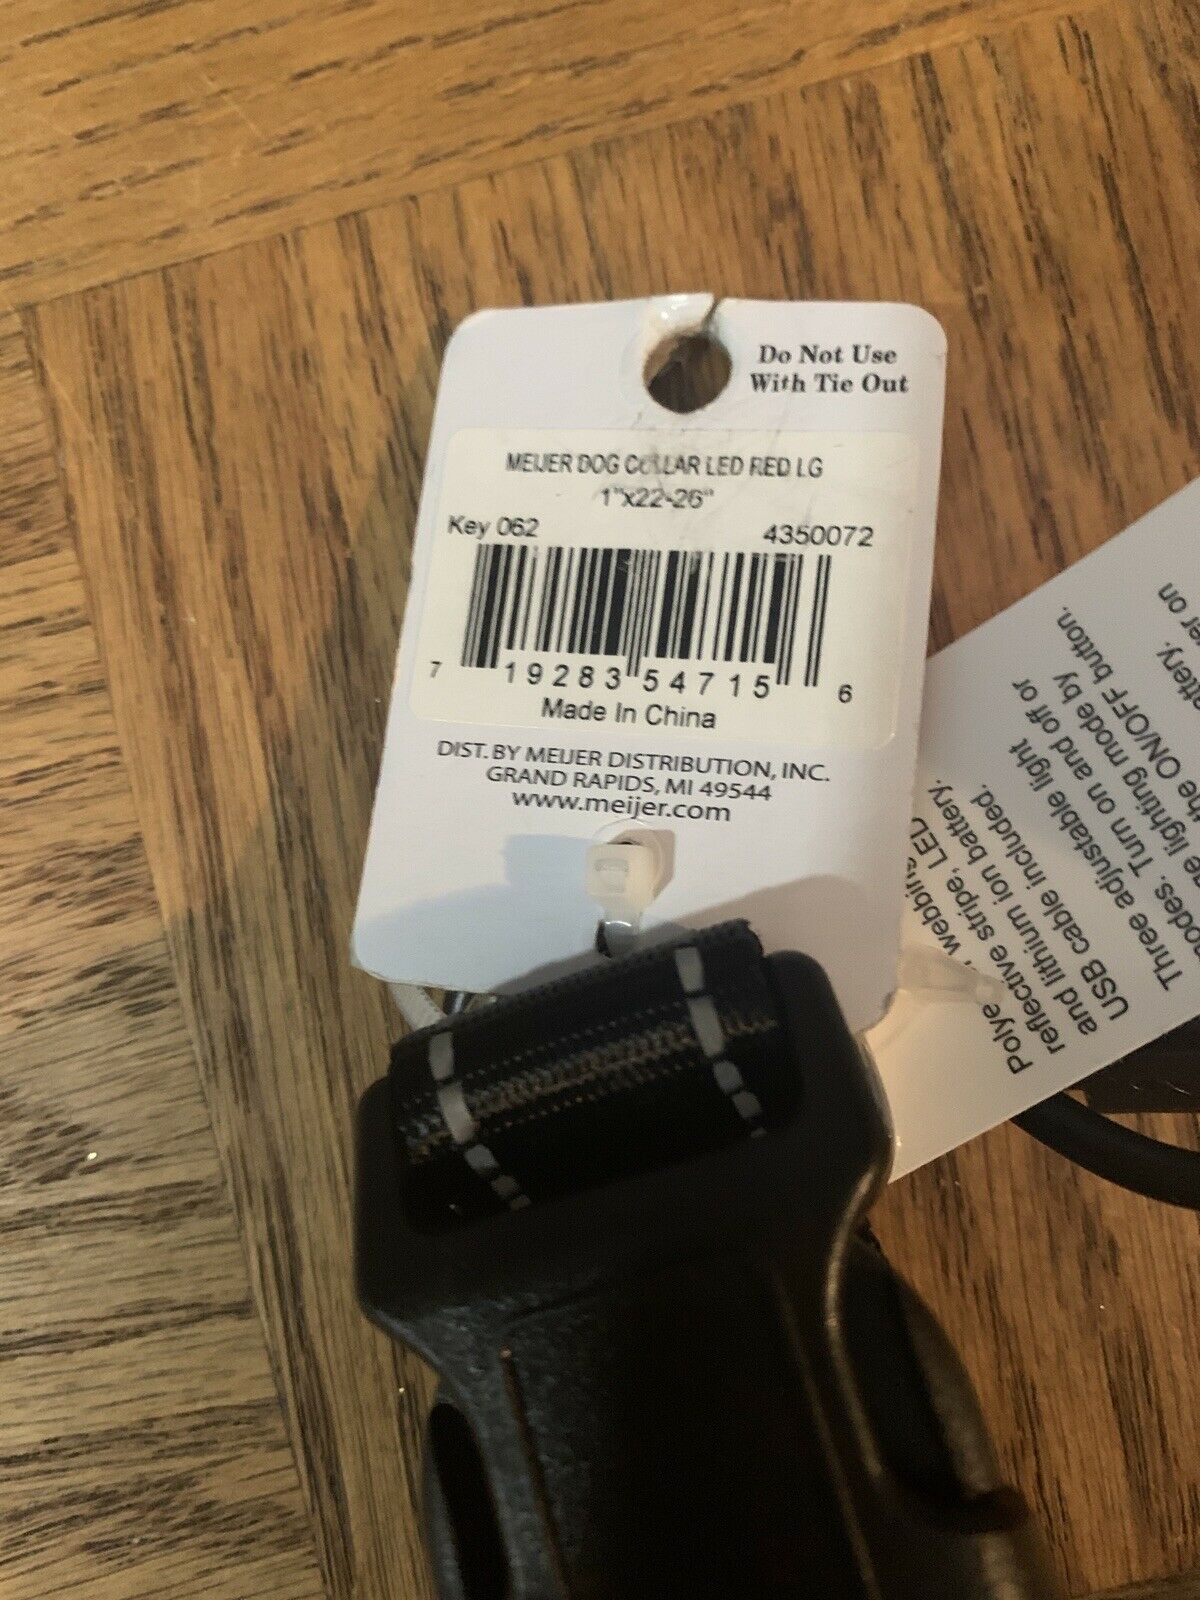 Do Not Use
With Tie Out
MEIJER DOG COLLAR LED RED LG
1"x22-26"
Key 062 4350072
7 19283 54715 6
Made In China
DIST. BY MEIJER DISTRIBUTION, INC.
GRAND RAPIDS, MI 49544
www.meijer.com
webbing
reflective stripe, LED
and lithium ion battery.
USB cable included.
Three adjustable light
modes. Turn on and off or
lighting mode by
the ON/OFF button.
on